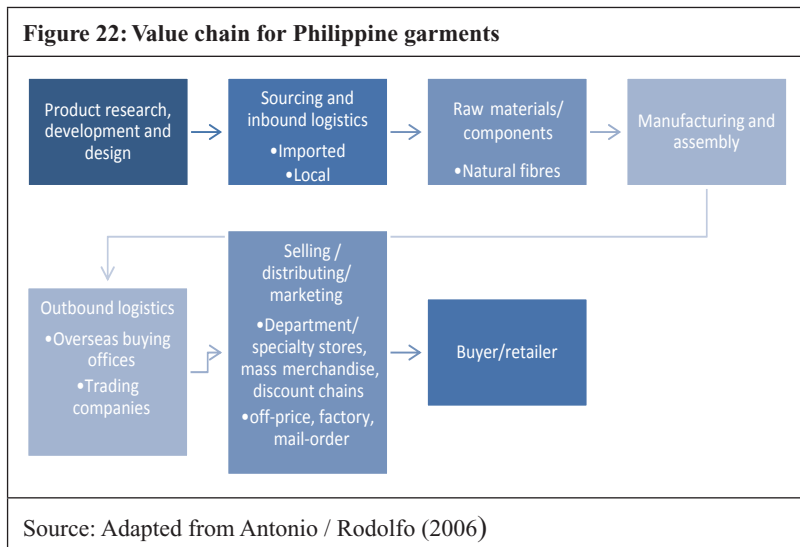 Figure 22: Value chain for Philippine garments
Product research,
development and
design
Sourcing and
inbound logistics
•Imported
•Local
Raw materials/
components
•Natural fibres
Manufacturing and
assembly
Outbound logistics
•Overseas buying
offices
•Trading
companies
Selling /
distributing/
marketing
•Department/
specialty stores,
mass merchandise,
discount chains
•off-price, factory,
mail-order
Buyer/retailer
Source: Adapted from Antonio / Rodolfo (2006)